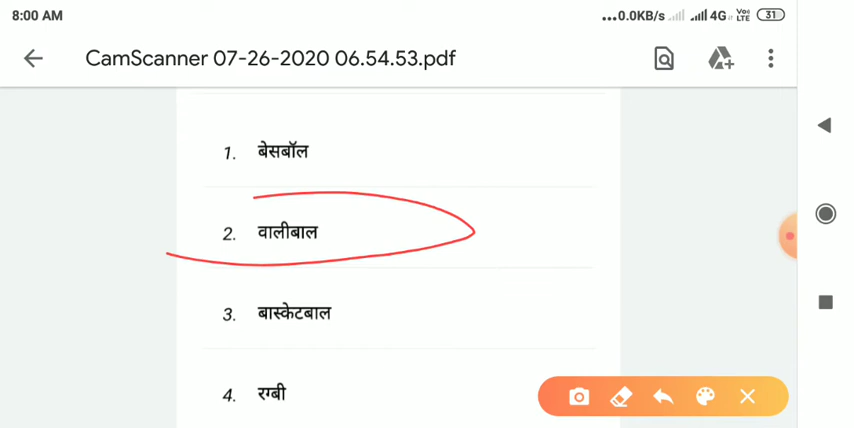 8:00 AM ...0.0KB/s 4G Vo LTE 31
CamScanner 07-26-2020 06.54.53.pdf
1. बेसबॉल
2. वालीबाल
3. बास्केटबाल
4. रग्बी